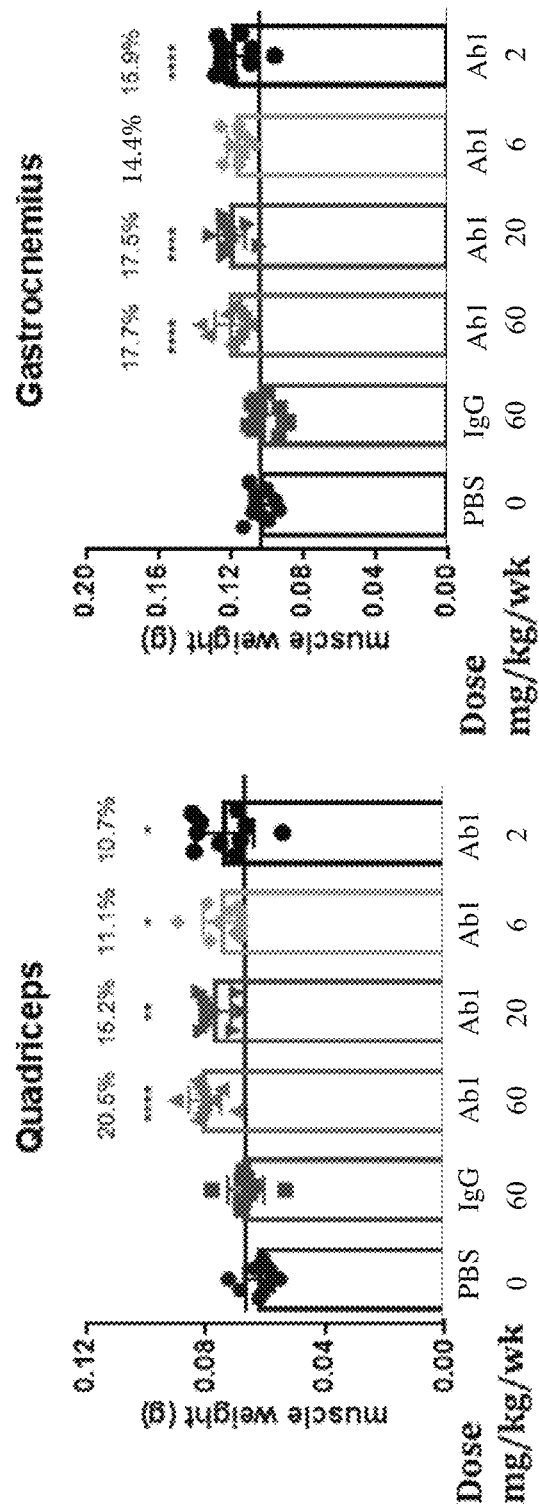 Quadriceps
20.5% 15.2% 11.1% 10.7%
**** ** * *
0.12
0.08
0.04
0.00
muscle weight (g)
PBS IgG Ab1 Ab1 Ab1 Ab1
Dose
mg/kg/wk 0 60 60 20 6 2
Gastrocnemius
17.7% 17.5% 14.4% 15.9%
**** **** ****
0.20
0.16
0.12
0.08
0.04
0.00
muscle weight (g)
PBS IgG Ab1 Ab1 Ab1 Ab1
Dose
mg/kg/wk 0 60 60 20 6 2